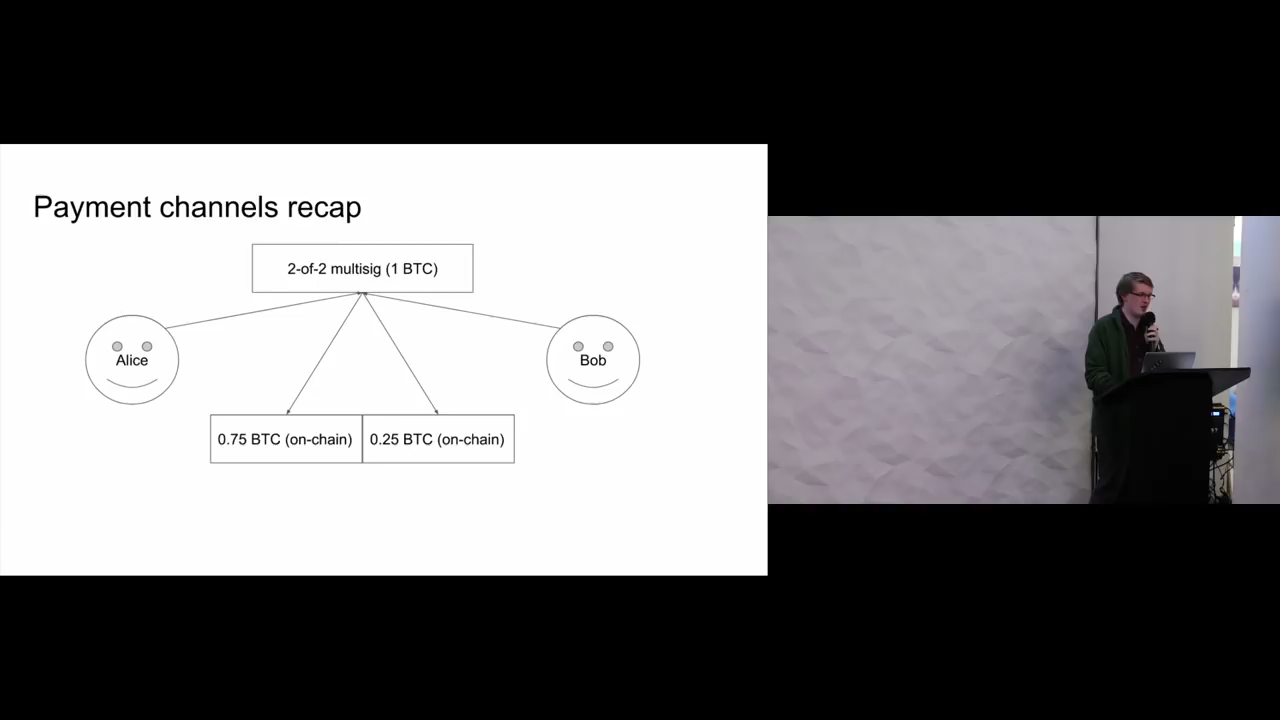 Payment channels recap
2-of-2 multisig (1 BTC)
Alice
Bob
0.75 BTC (on-chain)
0.25 BTC (on-chain)